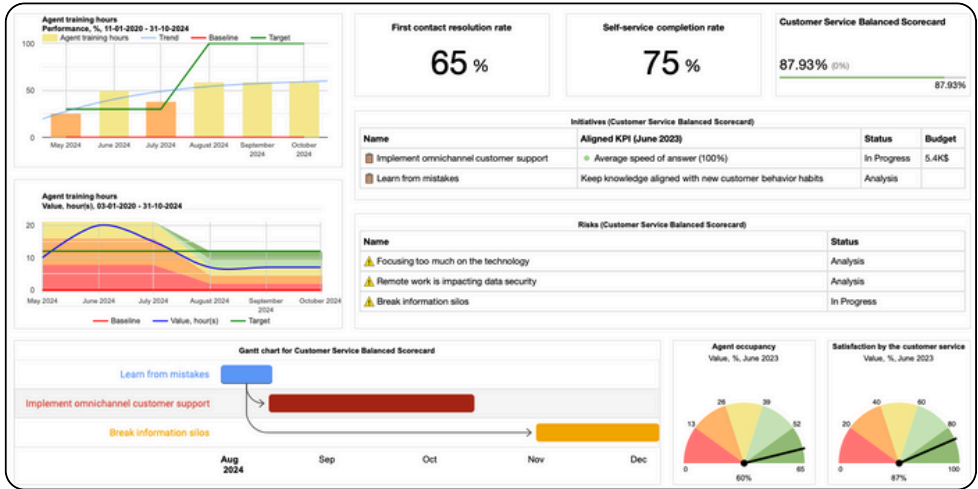 Agent training hours
Performance, %, 11-01-2020 - 31-10-2024
Agent training hours Trend Baseline Target
100
50
0
May 2024 June 2024 July 2024 August 2024 September 2024 October 2024
First contact resolution rate
65 %
Self-service completion rate
75 %
Customer Service Balanced Scorecard
87.93% (0%)
87.93%
Initiatives (Customer Service Balanced Scorecard)
Name Aligned KPI (June 2023) Status Budget
Implement omnichannel customer support Average speed of answer (100%) In Progress 5.4K$
Learn from mistakes Keep knowledge aligned with new customer behavior habits Analysis
Agent training hours
Value, hour(s), 03-01-2020 - 31-10-2024
20
10
0
May 2024 June 2024 July 2024 August 2024 September 2024 October 2024
Baseline Value, hour(s) Target
Risks (Customer Service Balanced Scorecard)
Name Status
Focusing too much on the technology Analysis
Remote work is impacting data security Analysis
Break information silos In Progress
Gantt chart for Customer Service Balanced Scorecard
Learn from mistakes
Implement omnichannel customer support
Break information silos
Aug 2024 Sep Oct Nov Dec
Agent occupancy
Value, %, June 2023
26 39
13 52
0 65
60%
Satisfaction by the customer service
Value, %, June 2023
40 60
20 80
0 100
87%